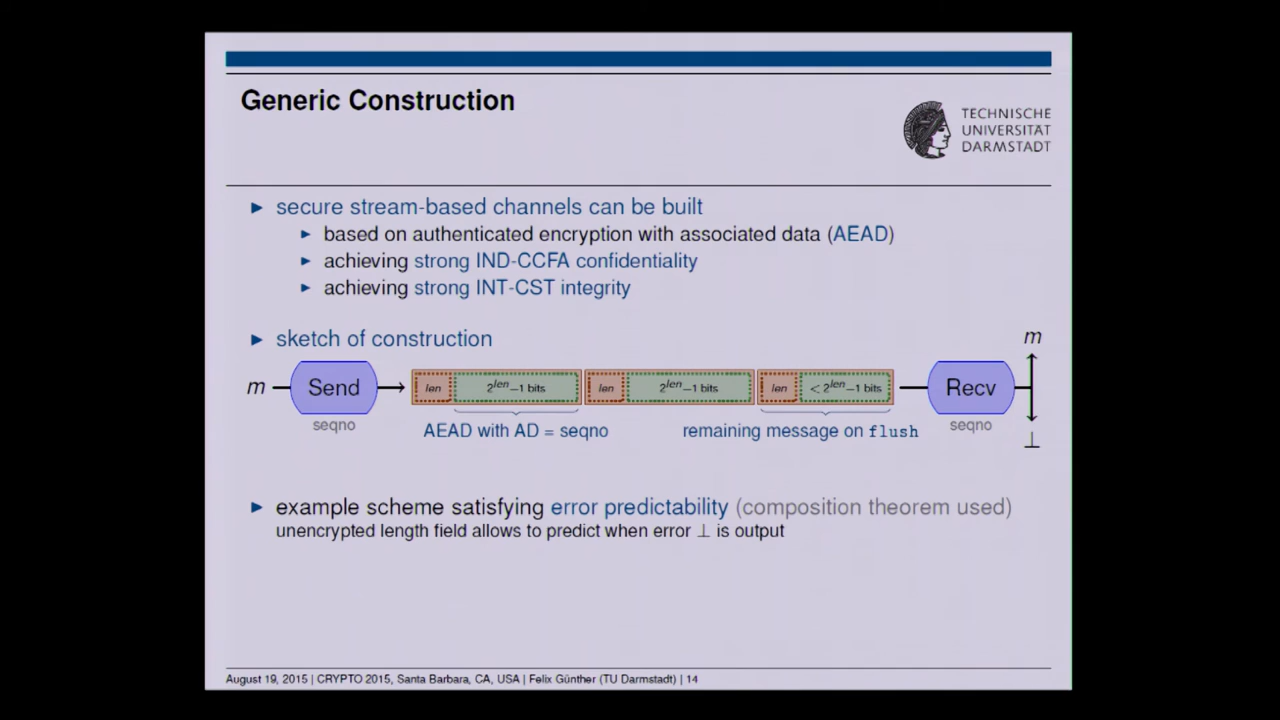 Generic Construction
TECHNISCHE
UNIVERSITÄT
DARMSTADT
► secure stream-based channels can be built
► based on authenticated encryption with associated data (AEAD)
► achieving strong IND-CCFA confidentiality
► achieving strong INT-CST integrity
► sketch of construction
m Send len 2^len−1 bits len 2^len−1 bits len < 2^len−1 bits Recv m
seqno seqno
AEAD with AD = seqno remaining message on flush ⊥
► example scheme satisfying error predictability (composition theorem used)
unencrypted length field allows to predict when error ⊥ is output
August 19, 2015 | CRYPTO 2015, Santa Barbara, CA, USA | Felix Günther (TU Darmstadt) | 14